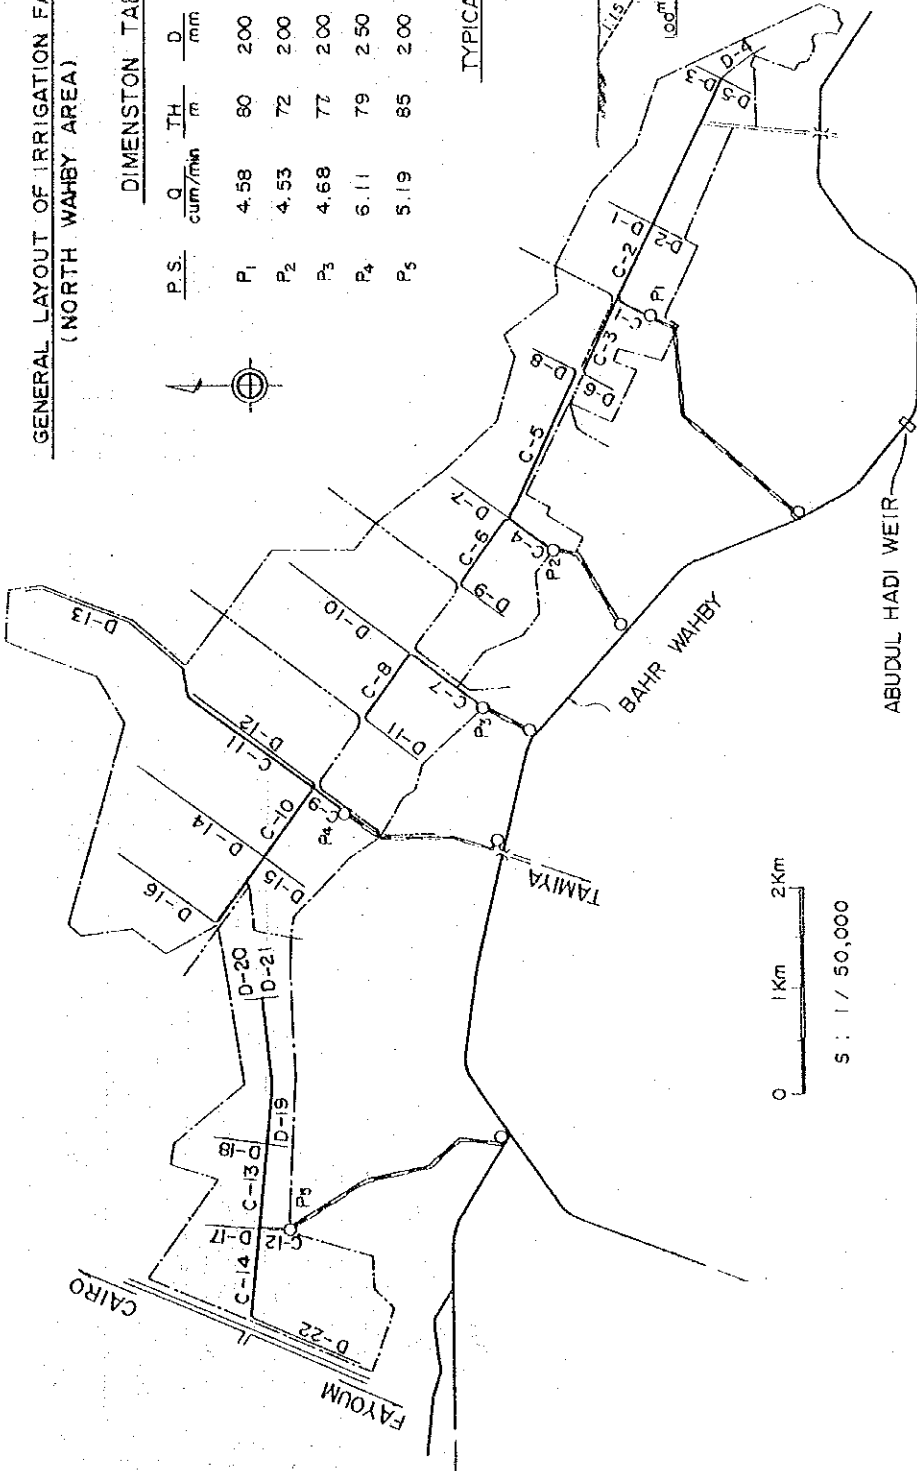 GENERAL LAYOUT OF IRRIGATION FA
(NORTH WAHBY AREA)
DIMENSTON TAB
P.S. Q TH D
cum/min m mm
P1 4.58 80 200
P2 4.53 72 200
P3 4.68 77 200
P4 6.11 79 250
P5 5.19 85 200
TYPICA
1:15
100
CAIRO
FAYOUM
D-22
C-14
D-17
C-12
P5
C-13
D-18
D-19
D-20
D-21
D-16
D-15
D-14
C-10
C-9
P4
C-11
D-12
D-13
D-11
C-8
C-7
P3
D-10
D-9
C-6
D-7
C-4
P2
C-5
D-8
D-6
C-3
C-1
P1
C-2
D-1
D-2
D-3
D-4
D-5
TAMIYA
BAHR WAHBY
ABUDUL HADI WEIR
0 1Km 2Km
S : 1 / 50,000